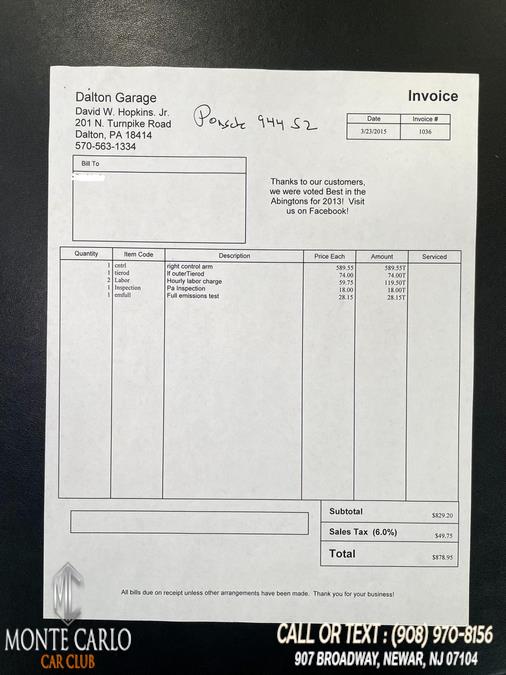 Dalton Garage
David W. Hopkins. Jr.
201 N. Turnpike Road
Dalton, PA 18414
570-563-1334
Porsche 944 S2
Invoice
Date Invoice #
3/23/2015 1036
Bill To
Thanks to our customers,
we were voted Best in the
Abingtons for 2013! Visit
us on Facebook!
Quantity Item Code Description Price Each Amount Serviced
1 cntrl right control arm 589.55 589.55T
1 tierod lf outerTierod 74.00 74.00T
2 Labor Hourly labor charge 59.75 119.50T
1 Inspection Pa Inspection 18.00 18.00T
1 emfull Full emissions test 28.15 28.15T
Subtotal $829.20
Sales Tax (6.0%) $49.75
Total $878.95
All bills due on receipt unless other arrangements have been made. Thank you for your business!
MC
MONTE CARLO
CAR CLUB
CALL OR TEXT : (908) 970-8156
907 BROADWAY, NEWAR, NJ 07104